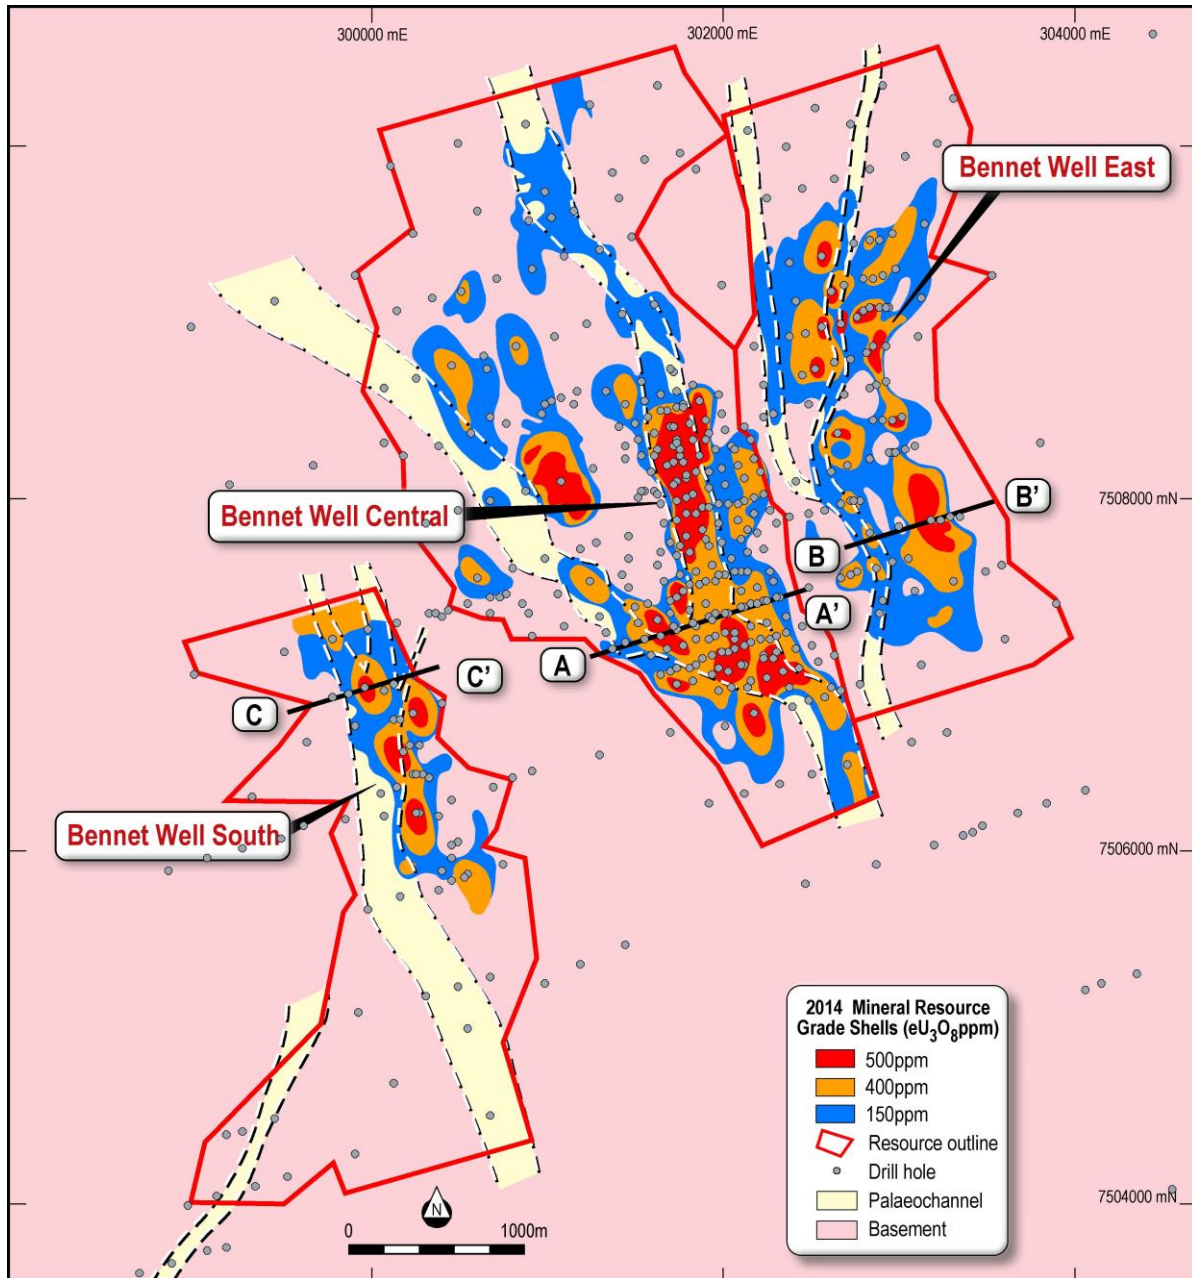 300000 mE
302000 mE
304000 mE
Bennet Well East
Bennet Well Central
7508000 mN
B'
B
A'
A
C'
C
Bennet Well South
7506000 mN
2014 Mineral Resource
Grade Shells (eU₃O₈ppm)
500ppm
400ppm
150ppm
Resource outline
Drill hole
Palaeochannel
Basement
7504000 mN
N
0 1000m